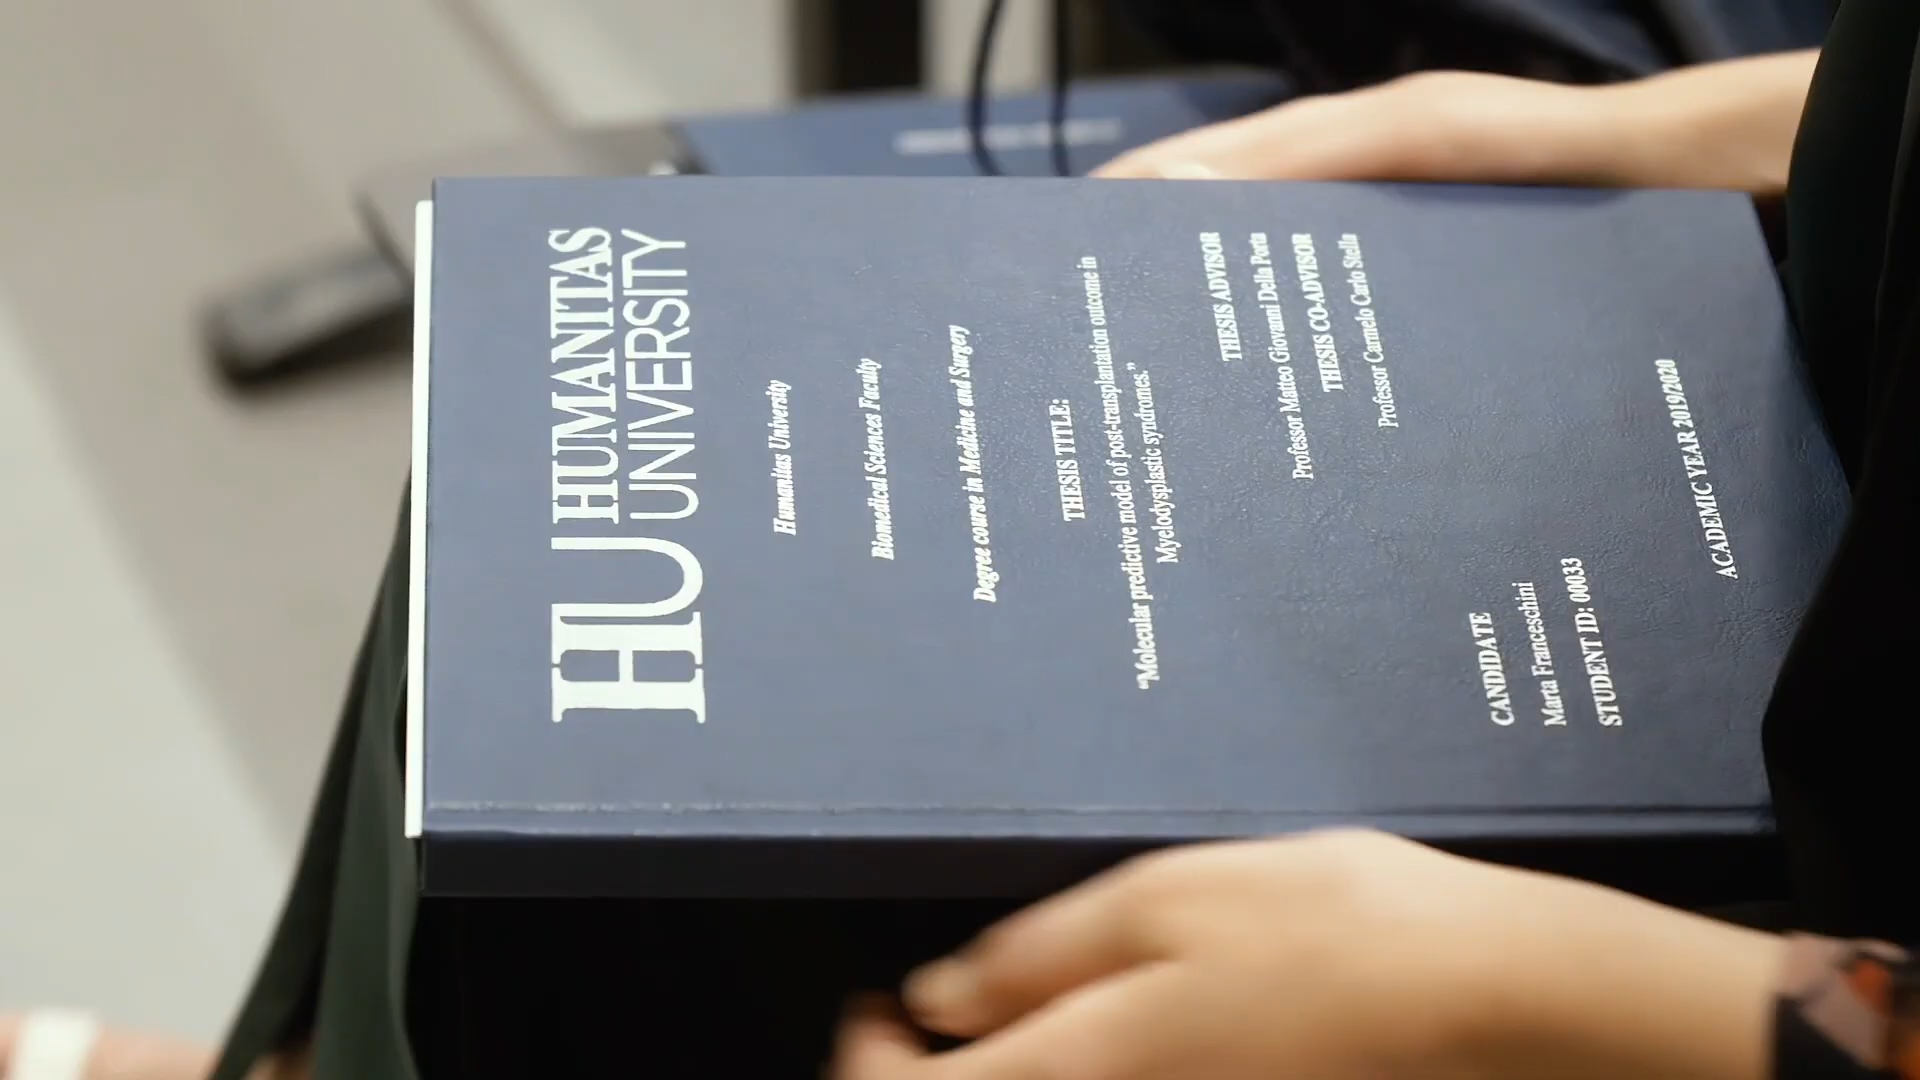 HU HUMANITAS
UNIVERSITY
Humanitas University
Biomedical Sciences Faculty
Degree course in Medicine and Surgery
THESIS TITLE:
“Molecular predictive model of post-transplantation outcome in
Myelodysplastic syndromes.”
THESIS ADVISOR
Professor Matteo Giovanni Della Porta
THESIS CO-ADVISOR
Professor Carmelo Carlo Stella
CANDIDATE
Marta Franceschini
STUDENT ID: 00033
ACADEMIC YEAR 2019/2020